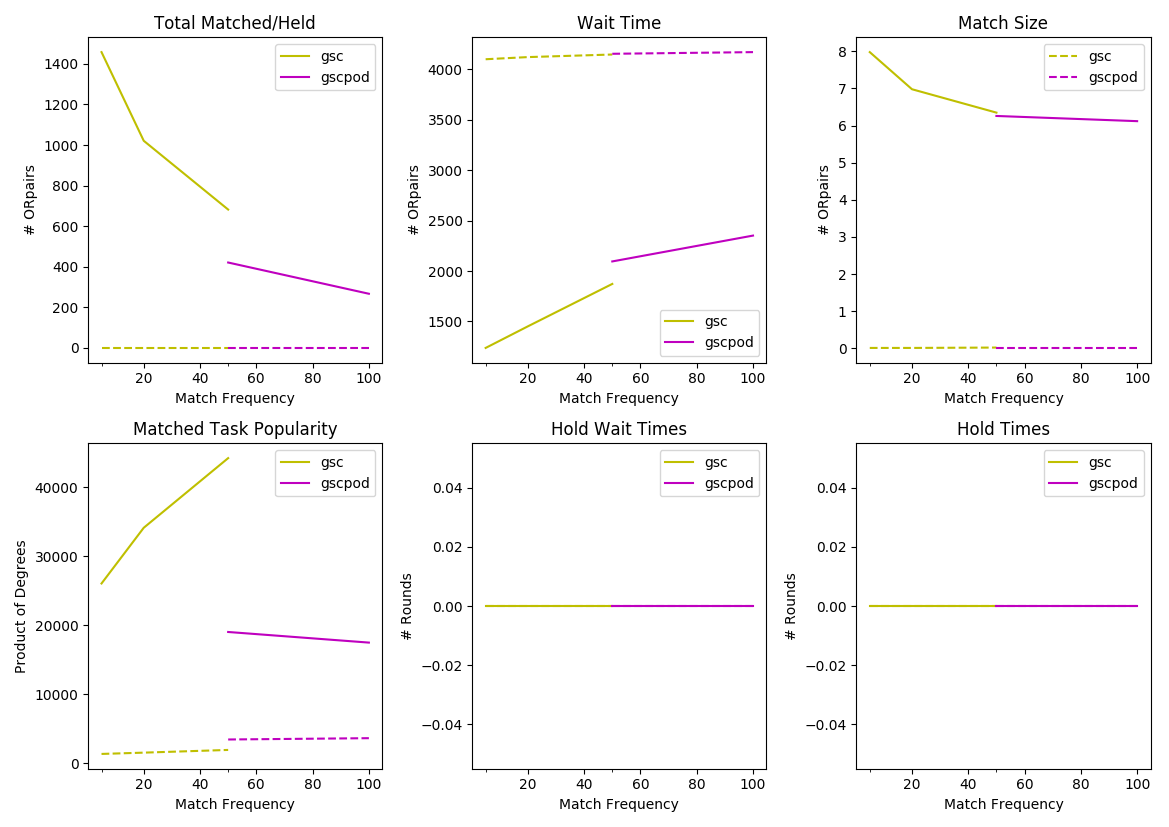 Total Matched/Held
# ORpairs
1400
1200
1000
800
600
400
200
0
gsc
gscpod
20 40 60 80 100
Match Frequency
Wait Time
# ORpairs
4000
3500
3000
2500
2000
1500
gsc
gscpod
20 40 60 80 100
Match Frequency
Match Size
# ORpairs
8
7
6
5
4
3
2
1
0
gsc
gscpod
20 40 60 80 100
Match Frequency
Matched Task Popularity
Product of Degrees
40000
30000
20000
10000
0
gsc
gscpod
20 40 60 80 100
Match Frequency
Hold Wait Times
# Rounds
0.04
0.02
0.00
−0.02
−0.04
gsc
gscpod
20 40 60 80 100
Match Frequency
Hold Times
# Rounds
0.04
0.02
0.00
−0.02
−0.04
gsc
gscpod
20 40 60 80 100
Match Frequency